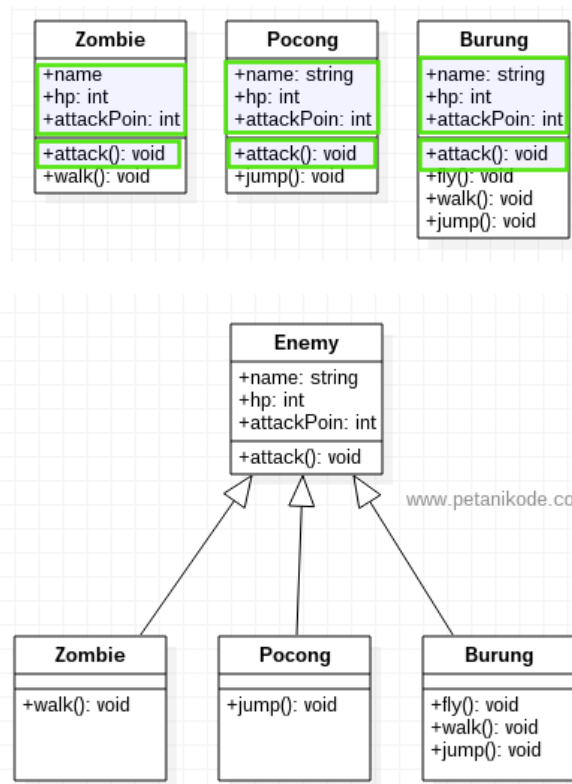 Zombie
+name
+hp: int
+attackPoin: int
+attack(): void
+walk(): void
Pocong
+name: string
+hp: int
+attackPoin: int
+attack(): void
+jump(): void
Burung
+name: string
+hp: int
+attackPoin: int
+attack(): void
+fly(): void
+walk(): void
+jump(): void
Enemy
+name: string
+hp: int
+attackPoin: int
+attack(): void
www.petanikode.co
Zombie
+walk(): void
Pocong
+jump(): void
Burung
+fly(): void
+walk(): void
+jump(): void